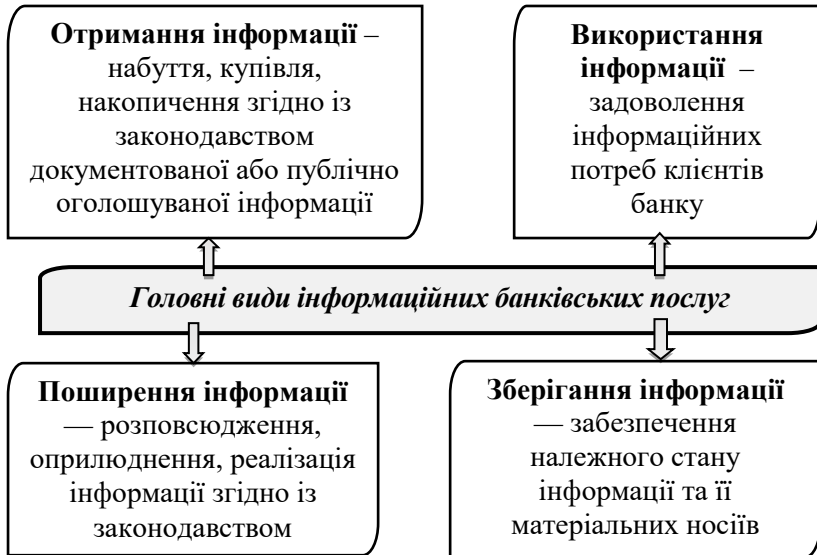 Отримання інформації –
набуття, купівля,
накопичення згідно із
законодавством
документованої або публічно
оголошуваної інформації
Використання
інформації –
задоволення
інформаційних
потреб клієнтів
банку
Головні види інформаційних банківських послуг
Поширення інформації
— розповсюдження,
оприлюднення, реалізація
інформації згідно із
законодавством
Зберігання інформації
— забезпечення
належного стану
інформації та її
матеріальних носіїв